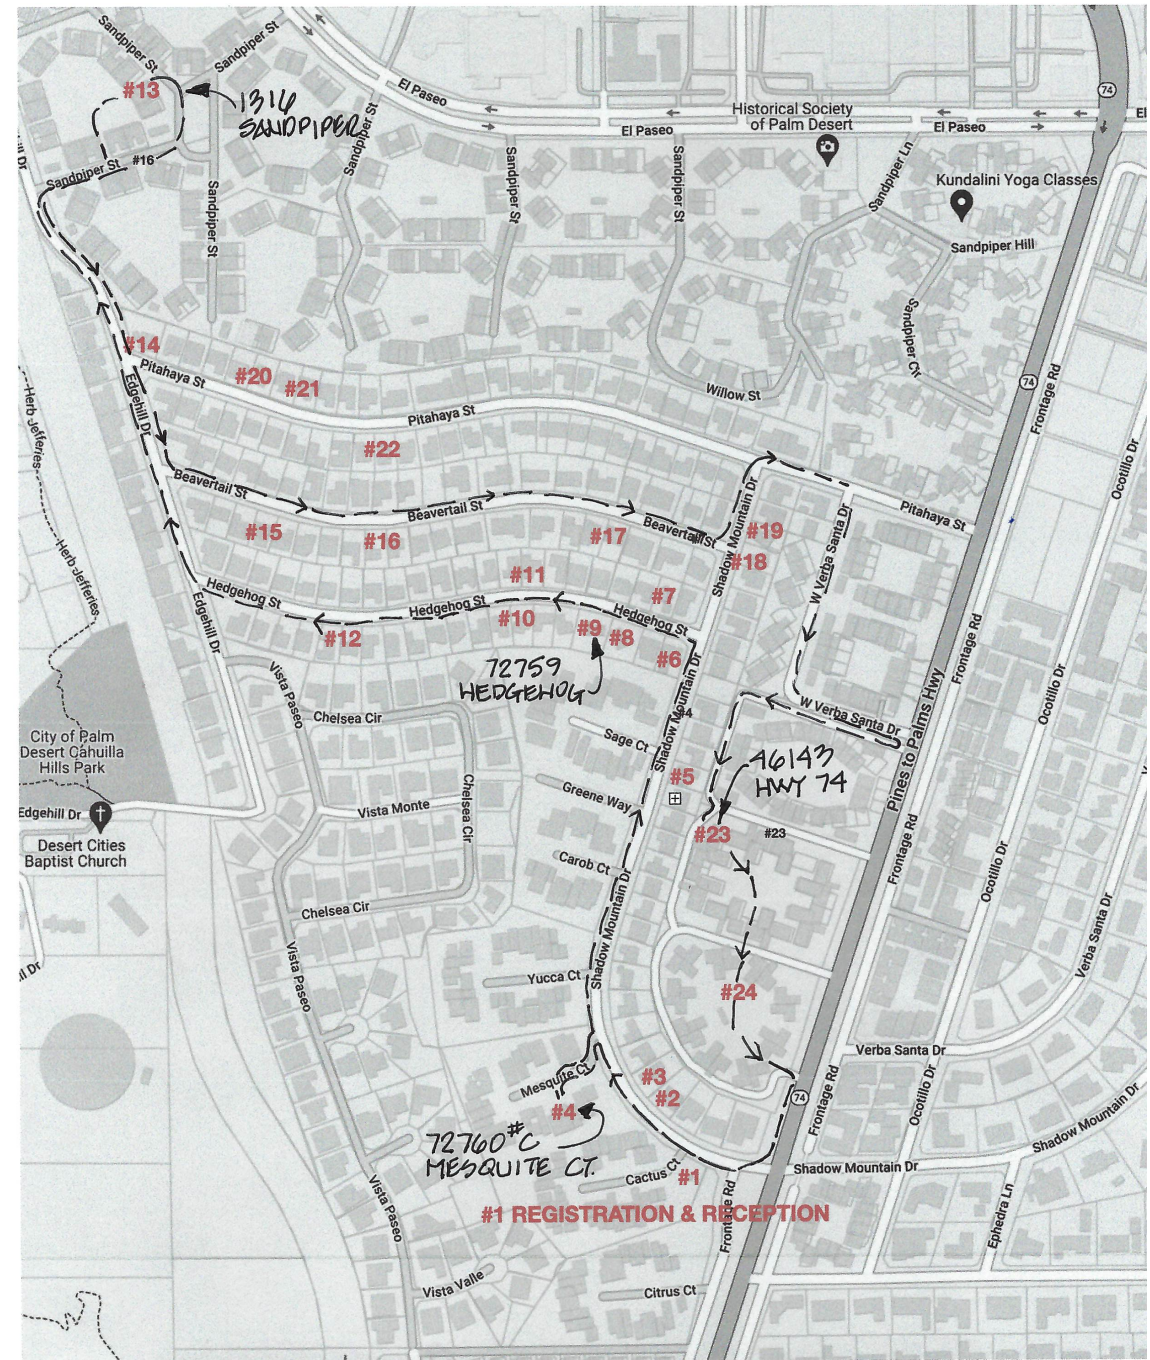 Sandpiper St
Sandpiper St
#13
1316
SANDPIPER
Sandpiper St
#16
Sandpiper St
Sandpiper St
Sandpiper St
Sandpiper St
El Paseo
El Paseo
El Paseo
El
74
Historical Society
of Palm Desert
Sandpiper Ln
Kundalini Yoga Classes
Sandpiper Hill
Sandpiper Cir
Willow St
74
Frontage Rd
Ocotillo Dr
#14
Pitahaya St
#20
#21
Pitahaya St
#22
Edgehill Dr
Herb Jefferies
Beavertail St
Beavertail St
Beavertail St
#15
#16
#17
Shadow Mountain Dr
#19
#18
Pitahaya St
W Verba Santa Dr
Herb Jefferies
Hedgehog St
Hedgehog St
Hedgehog St
#11
#7
#10
#9
#8
#12
#6
Edgehill Dr
72759
HEDGEHOG
Shadow Mountain Dr
#4
W Verba Santa Dr
Pines to Palms Hwy
Frontage Rd
Ocotillo Dr
Vista Paseo
Chelsea Cir
Sage Ct
City of Palm
Desert Cahuilla
Hills Park
#5
46143
HWY 74
Greene Way
Chelsea Cir
Vista Monte
Edgehill Dr
#23
#23
Desert Cities
Baptist Church
Carob Ct
Frontage Rd
Ocotillo Dr
Chelsea Cir
Shadow Mountain Dr
Verba Santa Dr
Vista Paseo
Yucca Ct
#24
Verba Santa Dr
Mesquite Ct
#3
#2
#4
74
Frontage Rd
Ocotillo Dr
Shadow Mountain Dr
72760 #C
MESQUITE CT.
Cactus Ct
#1
Shadow Mountain Dr
Vista Paseo
#1 REGISTRATION & RECEPTION
Frontage Rd
Ephedra Ln
Vista Valle
Citrus Ct